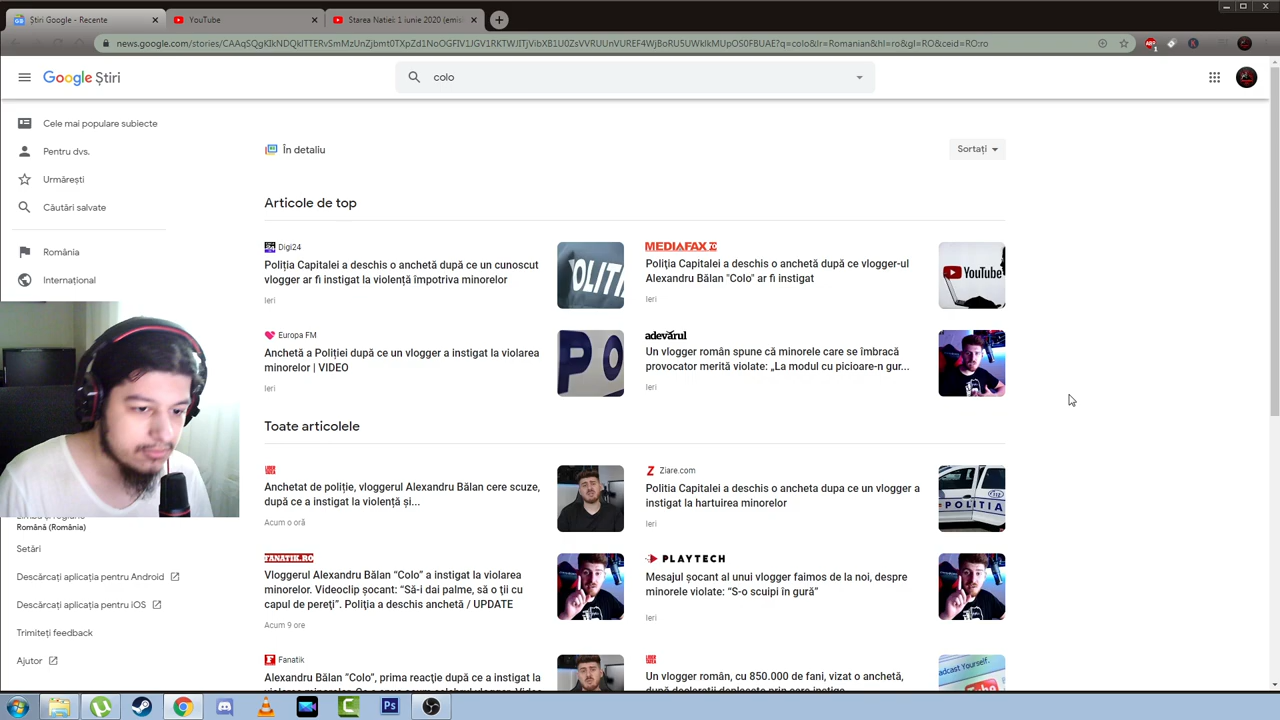 Știri Google - Recente
YouTube
Starea Natiei: 1 iunie 2020 (emis
Google Știri
colo
Cele mai populare subiecte
Pentru dvs.
Urmărești
Căutări salvate
România
Internațional
Română (România)
Setări
Descărcați aplicația pentru Android
Descărcați aplicația pentru iOS
Trimiteți feedback
Ajutor
În detaliu
Sortați
Articole de top
Digi24
Poliția Capitalei a deschis o anchetă după ce un cunoscut
vlogger ar fi instigat la violență împotriva minorelor
Ieri
POLITI
MEDIAFAX
Poliția Capitalei a deschis o anchetă după ce vlogger-ul
Alexandru Bălan "Colo" ar fi instigat
Ieri
YouTube
Europa FM
Anchetă a Poliției după ce un vlogger a instigat la violarea
minorelor | VIDEO
Ieri
PO
adevărul
Un vlogger român spune că minorele care se îmbracă
provocator merită violate: „La modul cu picioare-n gur...
Ieri
Toate articolele
Anchetat de poliție, vloggerul Alexandru Bălan cere scuze,
după ce a instigat la violență și...
Acum o oră
Ziare.com
Politia Capitalei a deschis o ancheta dupa ce un vlogger a
instigat la hartuirea minorelor
Ieri
POLITIA
FANATIK.RO
Vloggerul Alexandru Bălan “Colo” a instigat la violarea
minorelor. Videoclip șocant: “Să-i dai palme, să o ții cu
capul de pereți”. Poliția a deschis anchetă / UPDATE
Acum 9 ore
PLAYTECH
Mesajul șocant al unui vlogger faimos de la noi, despre
minorele violate: “S-o scuipi în gură”
Ieri
Fanatik
Alexandru Bălan “Colo”, prima reacție după ce a instigat la
Un vlogger român, cu 850.000 de fani, vizat o anchetă,